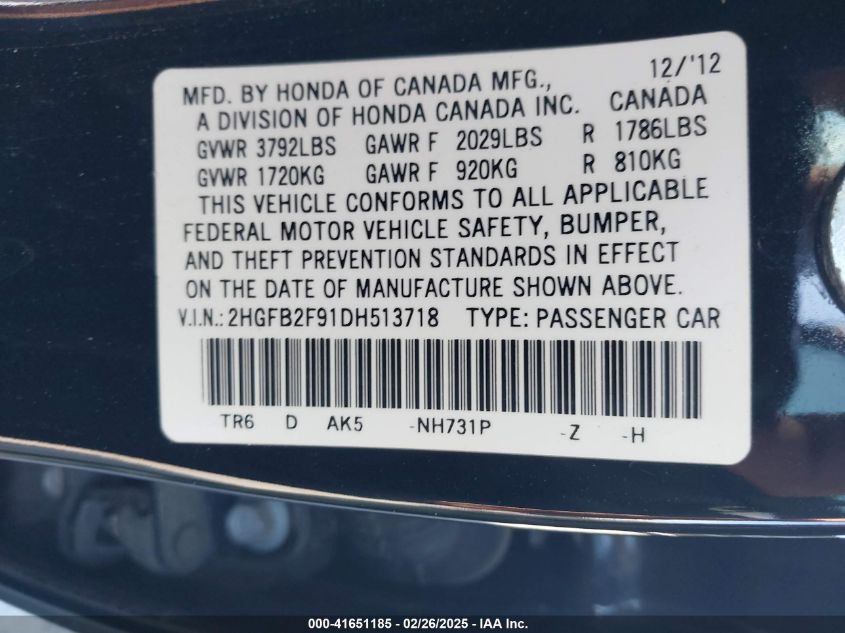 12/'12
MFD. BY HONDA OF CANADA MFG.,
A DIVISION OF HONDA CANADA INC. CANADA
GVWR 3792LBS GAWR F 2029LBS R 1786LBS
GVWR 1720KG GAWR F 920KG R 810KG
THIS VEHICLE CONFORMS TO ALL APPLICABLE
FEDERAL MOTOR VEHICLE SAFETY, BUMPER,
AND THEFT PREVENTION STANDARDS IN EFFECT
ON THE DATE OF MANUFACTURE SHOWN ABOVE.
V.I.N.: 2HGFB2F91DH513718 TYPE: PASSENGER CAR
TR6 D AK5 -NH731P -Z -H
000-41651185 - 02/26/2025 - IAA Inc.